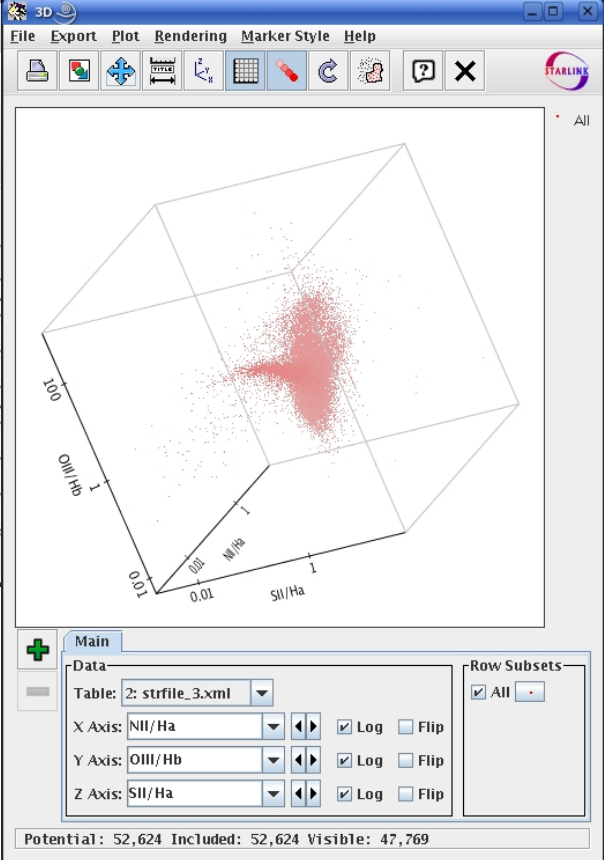 3D
File Export Plot Rendering Marker Style Help
TITLE
z y x
?
STARLINK
All
100
OIII/Hb
1
0.01
1
0.01
NII/Ha
1
0.01
SII/Ha
Main
Data
Row Subsets
Table: 2: strfile_3.xml
All
X Axis: NII/Ha Log Flip
Y Axis: OIII/Hb Log Flip
Z Axis: SII/Ha Log Flip
Potential: 52,624 Included: 52,624 Visible: 47,769